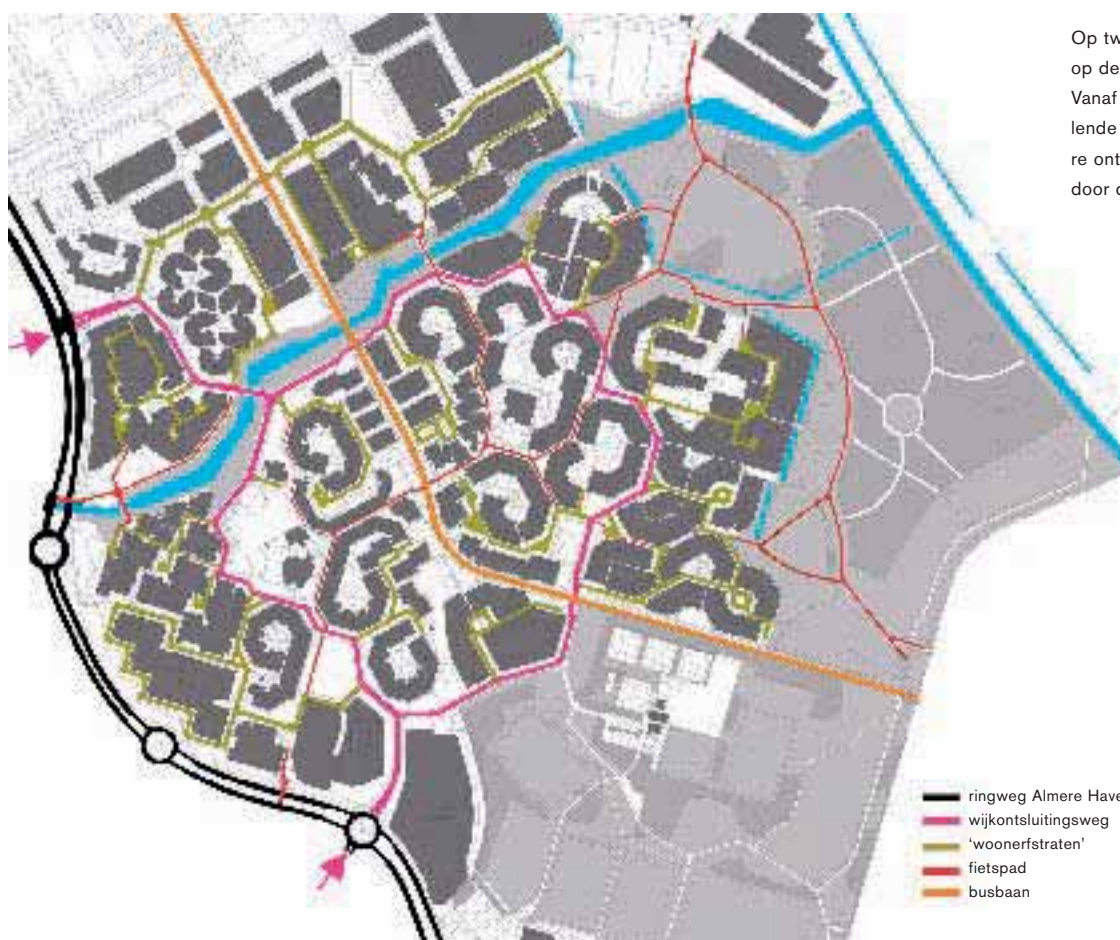 Op tw
op de
Vanaf
lende
re ont
door
ringweg Almere Have
wijkontsluitingsweg
‘woonerfstraten’
fietspad
busbaan